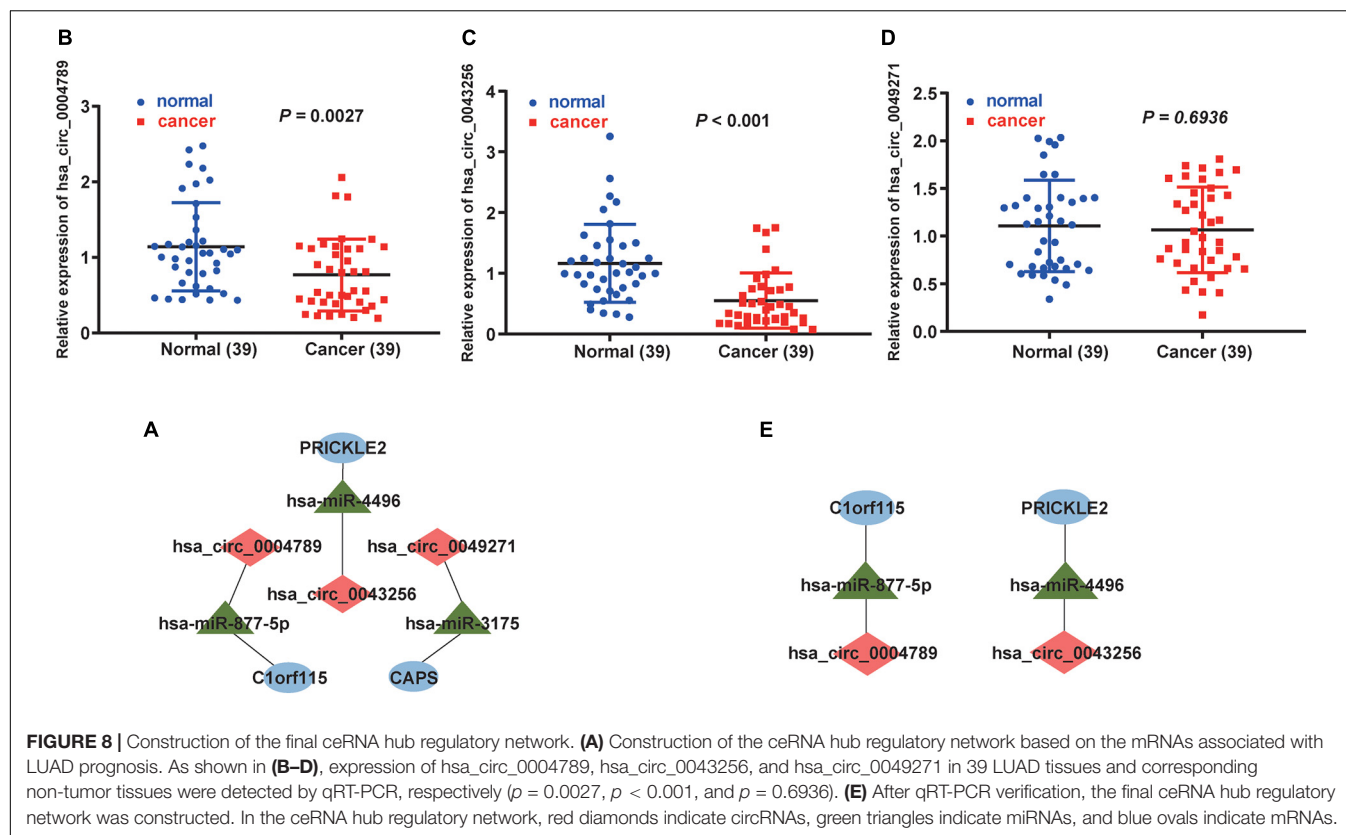 B
Relative expression of hsa_circ_0004789
normal
cancer
P = 0.0027
3
2
1
0
Normal (39)
Cancer (39)
C
Relative expression of hsa_circ_0043256
normal
cancer
P < 0.001
6
4
2
1
0
Normal (39)
Cancer (39)
D
Relative expression of hsa_circ_0049271
normal
cancer
P = 0.6936
2.5
2.0
1.5
1.0
0.5
0.0
Normal (39)
Cancer (39)
A
PRICKLE2
hsa-miR-4496
hsa_circ_0004789
hsa_circ_0049271
hsa_circ_0043256
hsa-miR-877-5p
hsa-miR-3175
C1orf115
CAPS
E
C1orf115
PRICKLE2
hsa-miR-877-5p
hsa-miR-4496
hsa_circ_0004789
hsa_circ_0043256
FIGURE 8 | Construction of the final ceRNA hub regulatory network. (A) Construction of the ceRNA hub regulatory network based on the mRNAs associated with
LUAD prognosis. As shown in (B–D), expression of hsa_circ_0004789, hsa_circ_0043256, and hsa_circ_0049271 in 39 LUAD tissues and corresponding
non-tumor tissues were detected by qRT-PCR, respectively (p = 0.0027, p < 0.001, and p = 0.6936). (E) After qRT-PCR verification, the final ceRNA hub regulatory
network was constructed. In the ceRNA hub regulatory network, red diamonds indicate circRNAs, green triangles indicate miRNAs, and blue ovals indicate mRNAs.